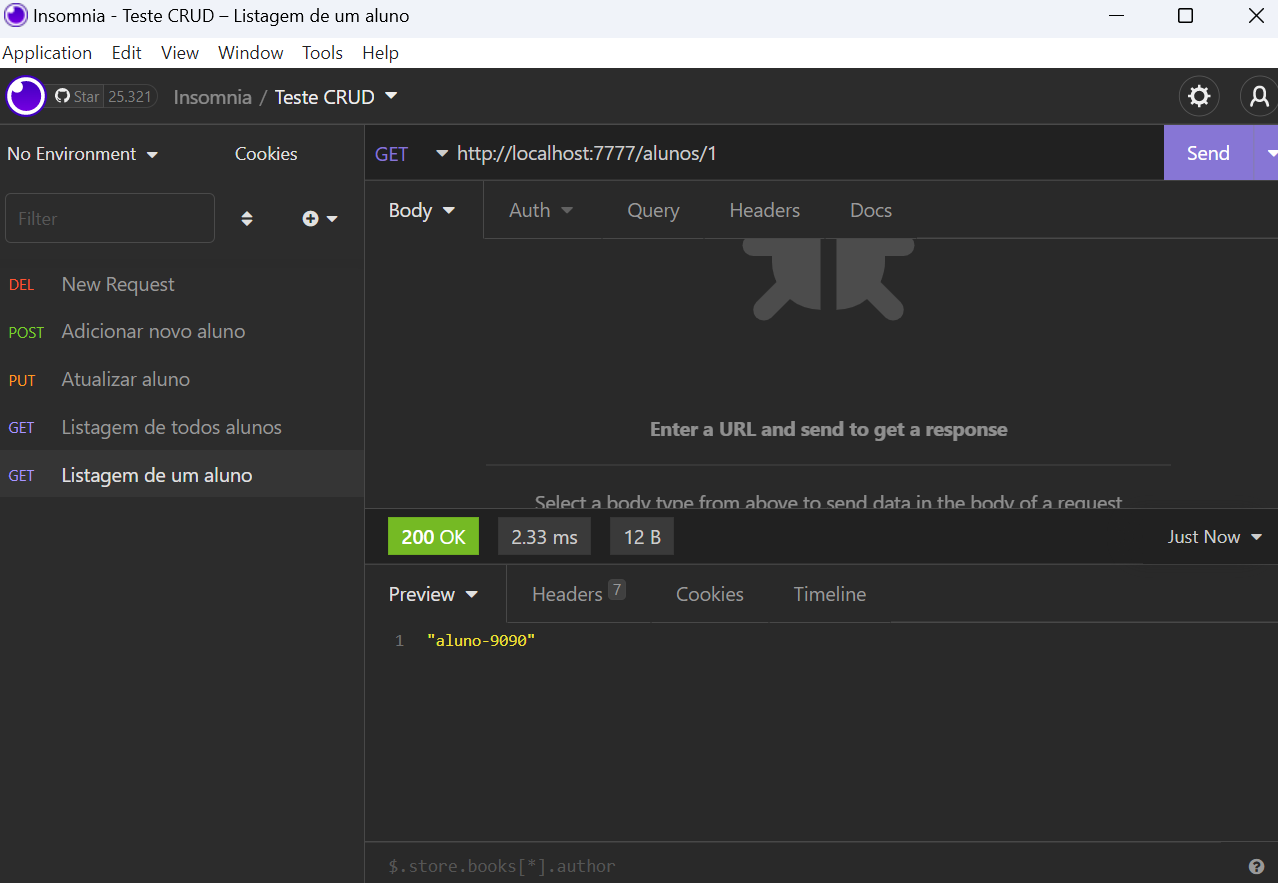 Insomnia - Teste CRUD – Listagem de um aluno
Application Edit View Window Tools Help
Star 25.321 Insomnia / Teste CRUD
No Environment Cookies
GET http://localhost:7777/alunos/1 Send
Filter
Body Auth Query Headers Docs
DEL New Request
POST Adicionar novo aluno
PUT Atualizar aluno
GET Listagem de todos alunos
GET Listagem de um aluno
Enter a URL and send to get a response
Select a body type from above to send data in the body of a request
200 OK 2.33 ms 12 B Just Now
Preview Headers 7 Cookies Timeline
1 "aluno-9090"
$.store.books[*].author